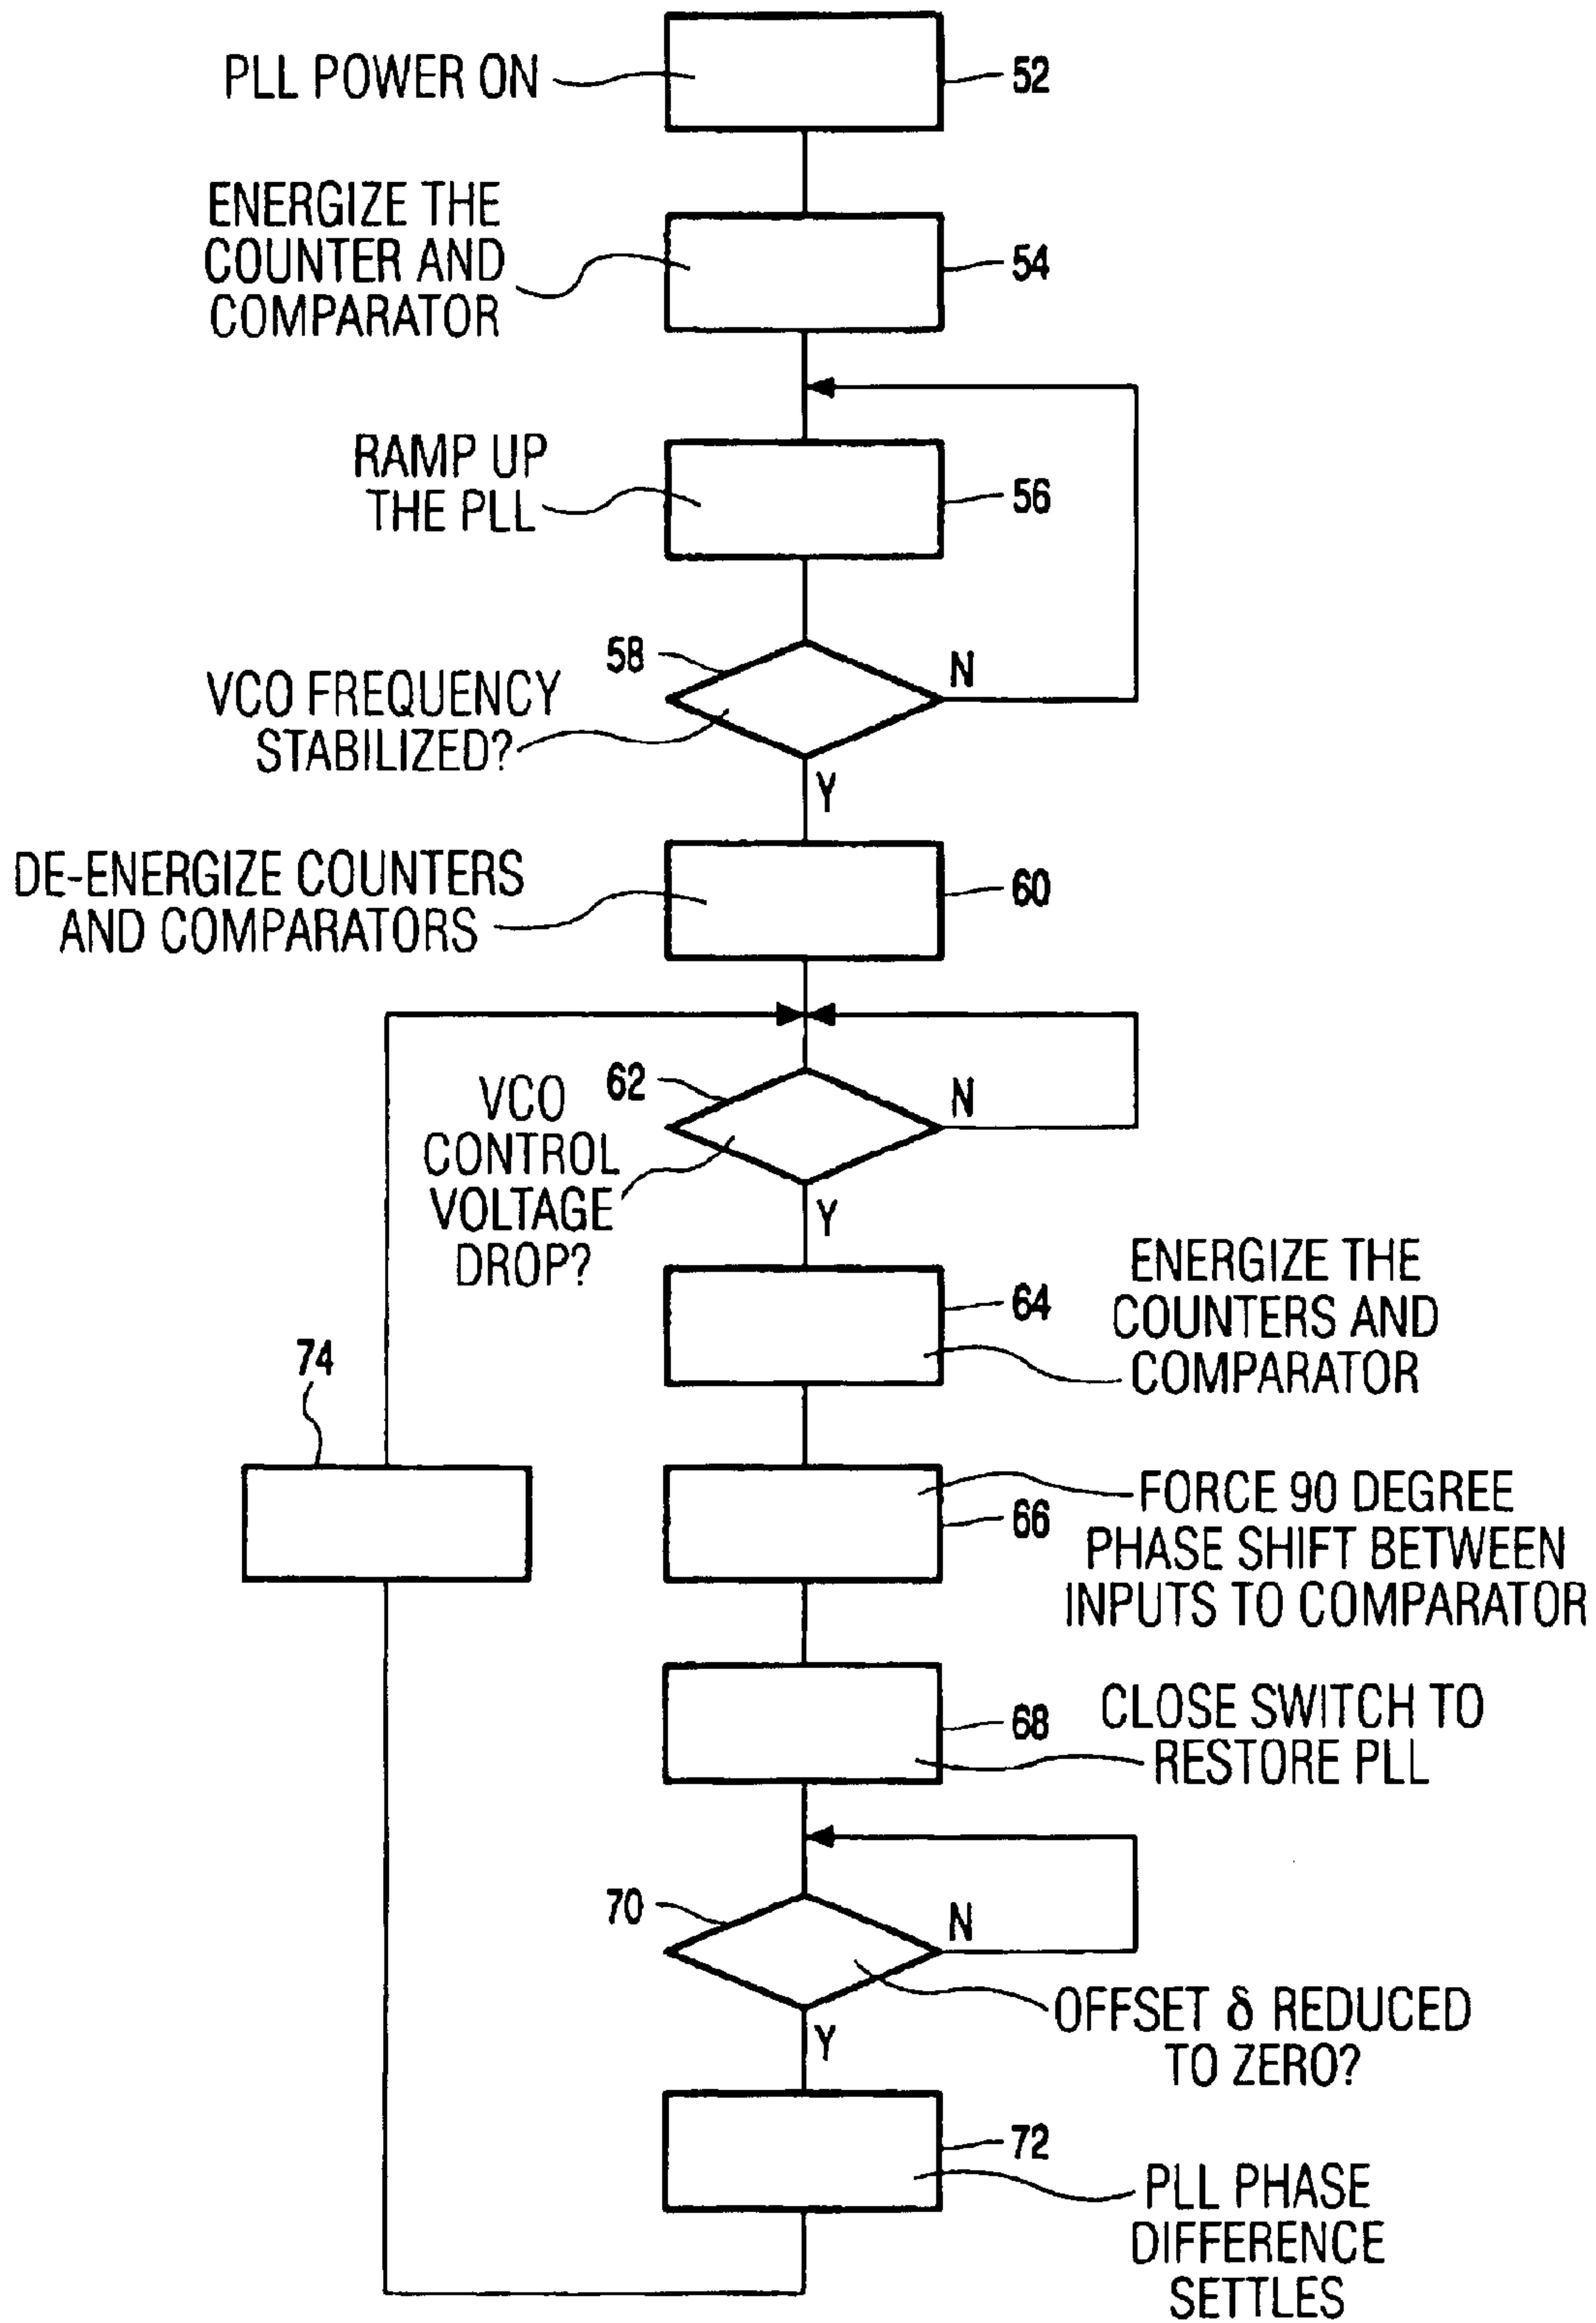 PLL POWER ON
52
ENERGIZE THE
COUNTER AND
COMPARATOR
54
RAMP UP
THE PLL
56
58
N
VCO FREQUENCY
STABILIZED?
Y
DE-ENERGIZE COUNTERS
AND COMPARATORS
60
62
N
VCO
CONTROL
VOLTAGE
DROP?
Y
64
ENERGIZE THE
COUNTERS AND
COMPARATOR
74
66
FORCE 90 DEGREE
PHASE SHIFT BETWEEN
INPUTS TO COMPARATOR
68
CLOSE SWITCH TO
RESTORE PLL
70
N
OFFSET δ REDUCED
TO ZERO?
Y
72
PLL PHASE
DIFFERENCE
SETTLES